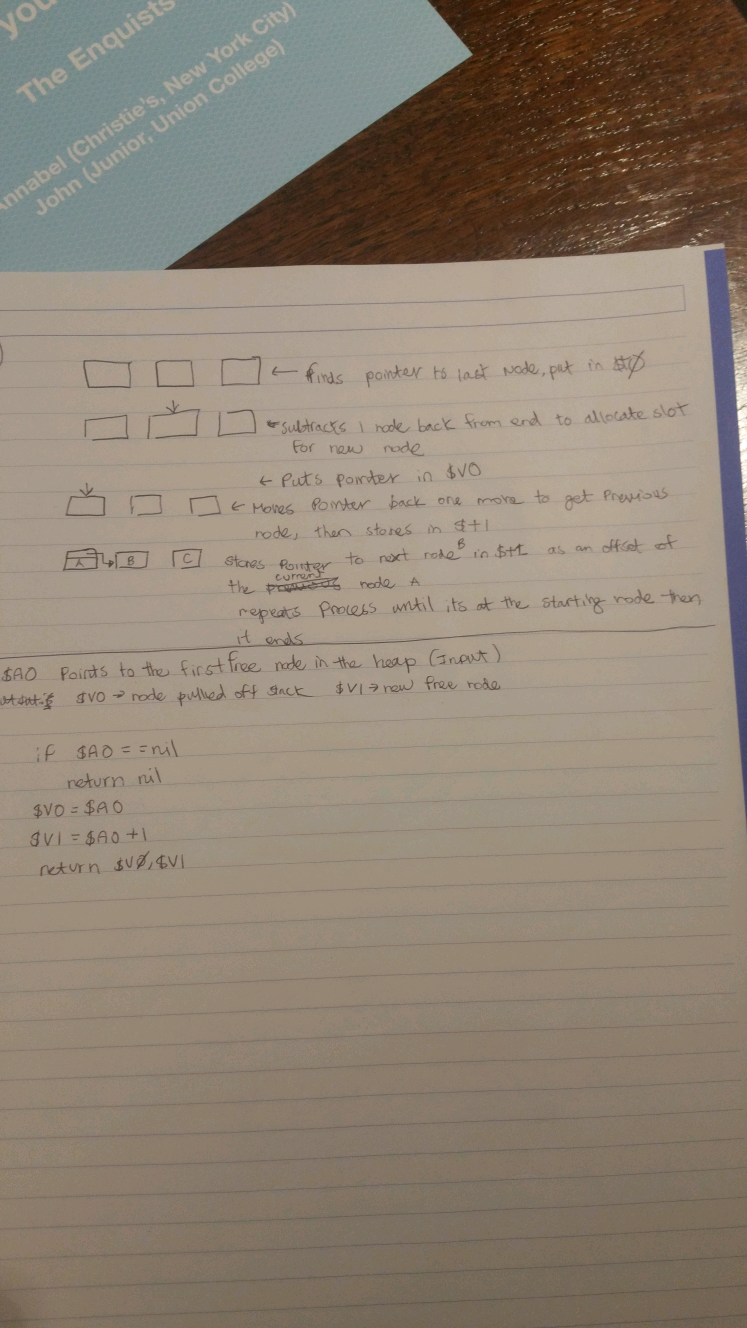 you
The Enquists
Annabel (Christie's, New York City)
John (Junior, Union College)
← finds pointer to last node, put in $t0
← subtracts 1 node back from end to allocate slot
for new node
← Puts pointer in $V0
← Moves Pointer back one more to get Previous
node, then stores in $t1
A B C stores Pointer to next node B in $t1 as an offset of
the current node A
repeats Process until its at the starting node then
it ends
$A0 Points to the first free node in the heap (Input)
$V0 → node pulled off stack $V1 → new free node
if $A0 == nil
return nil
$V0 = $A0
$V1 = $A0 + 1
return $V0, $V1